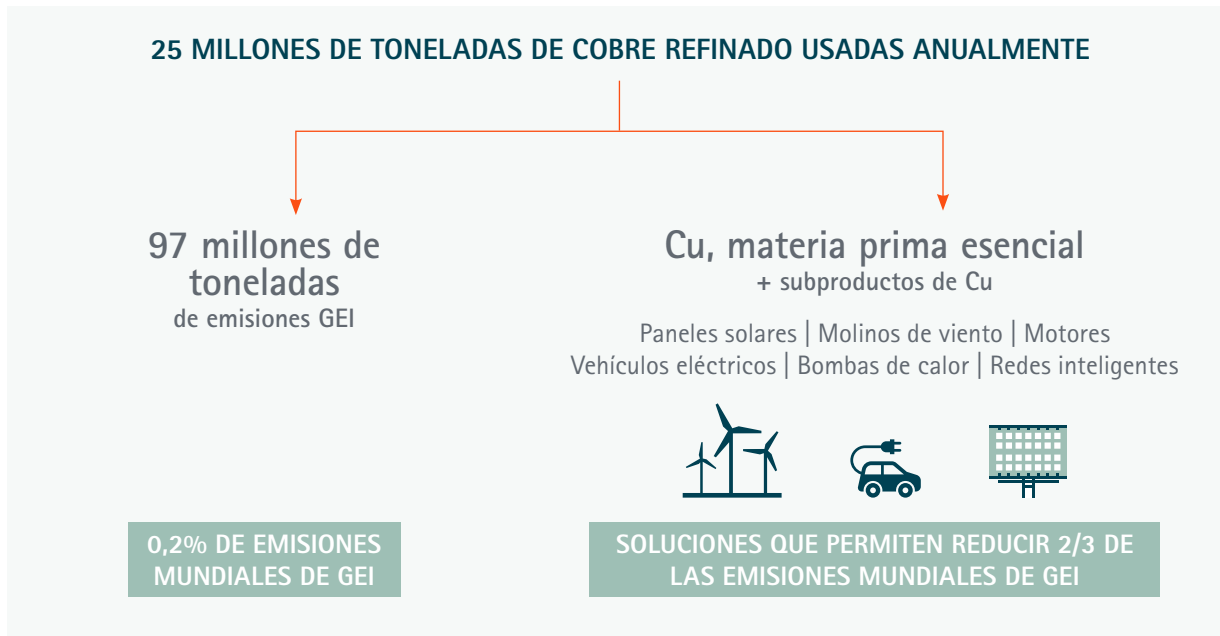 25 MILLONES DE TONELADAS DE COBRE REFINADO USADAS ANUALMENTE
97 millones de
toneladas
de emisiones GEI
0,2% DE EMISIONES
MUNDIALES DE GEI
Cu, materia prima esencial
+ subproductos de Cu
Paneles solares | Molinos de viento | Motores
Vehículos eléctricos | Bombas de calor | Redes inteligentes
SOLUCIONES QUE PERMITEN REDUCIR 2/3 DE
LAS EMISIONES MUNDIALES DE GEI